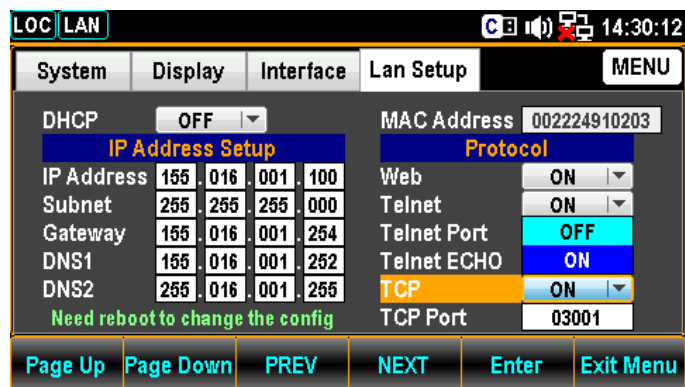 LOC LAN C 14:30:12
System Display Interface Lan Setup MENU
DHCP OFF
IP Address Setup
IP Address 155 . 016 . 001 . 100
Subnet 255 . 255 . 255 . 000
Gateway 155 . 016 . 001 . 254
DNS1 155 . 016 . 001 . 252
DNS2 255 . 016 . 001 . 255
Need reboot to change the config
MAC Address 002224910203
Protocol
Web ON
Telnet ON
Telnet Port OFF
Telnet ECHO ON
TCP ON
TCP Port 03001
Page Up Page Down PREV NEXT Enter Exit Menu